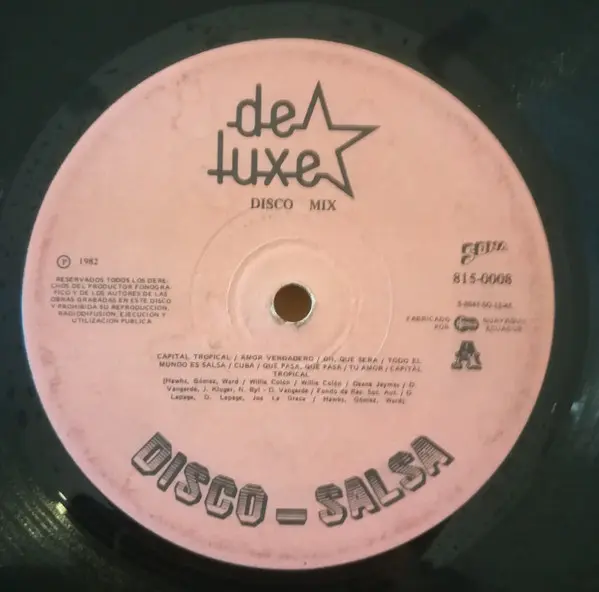 de
luxe
DISCO MIX
℗ 1982
RESERVADOS TODOS LOS DERE-
CHOS DEL PRODUCTOR FONOGRA-
FICO Y DE LOS AUTORES DE LAS
OBRAS GRABADAS EN ESTE DISCO
Y PROHIBIDA SU REPRODUCCION,
RADIODIFUSION, EJECUCION Y
UTILIZACION PUBLICA
815-0008
FABRICADO
POR
ECUADOR
A
CAPITAL TROPICAL / AMOR VERDADERO / OH, QUE SERA / TODO EL
MUNDO ES SALSA / CUBA / QUE PASA, QUE PASA / TU AMOR / CAPITAL
TROPICAL
(Hawks, Gómez, Ward / Willie Colón / Willie Colón / Deane Jaymes / D.
Vangarde, J. Kluger, N. Byl - D. Vangarde / Fondo de Rep. Soc. Aut. / G.
Lepage, D. Lepage, Joe La Greca / Hawks, Gómez, Ward)
DISCO - SALSA